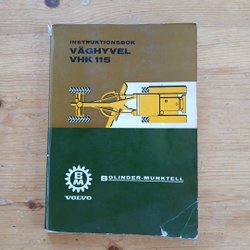 INSTRUKTIONSBOK
VÄGHYVEL
VHK 115
BM
VOLVO
BOLINDER-MUNKTELL